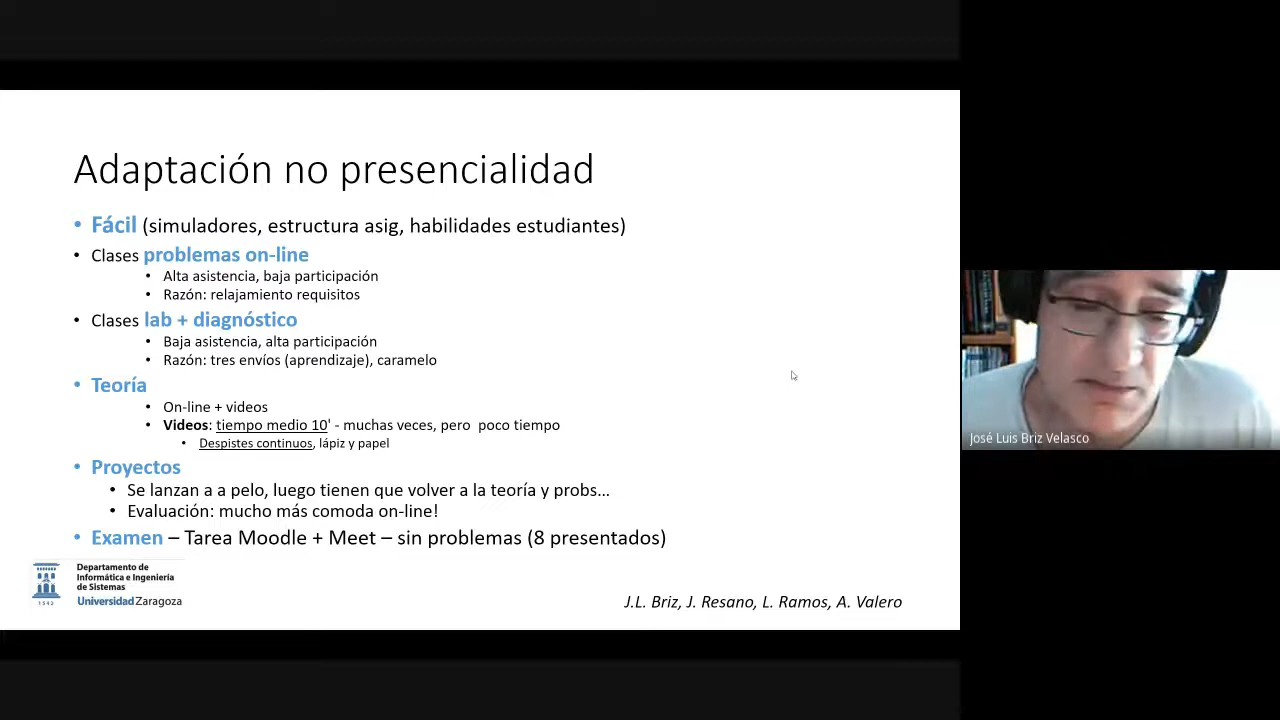 Adaptación no presencialidad
• Fácil (simuladores, estructura asig, habilidades estudiantes)
• Clases problemas on-line
• Alta asistencia, baja participación
• Razón: relajamiento requisitos
• Clases lab + diagnóstico
• Baja asistencia, alta participación
• Razón: tres envíos (aprendizaje), caramelo
• Teoría
• On-line + videos
• Videos: tiempo medio 10' - muchas veces, pero poco tiempo
• Despistes continuos, lápiz y papel
• Proyectos
• Se lanzan a a pelo, luego tienen que volver a la teoría y probs...
• Evaluación: mucho más comoda on-line!
• Examen – Tarea Moodle + Meet – sin problemas (8 presentados)
Departamento de
Informática e Ingeniería
de Sistemas
Universidad Zaragoza
1542
J.L. Briz, J. Resano, L. Ramos, A. Valero
José Luis Briz Velasco